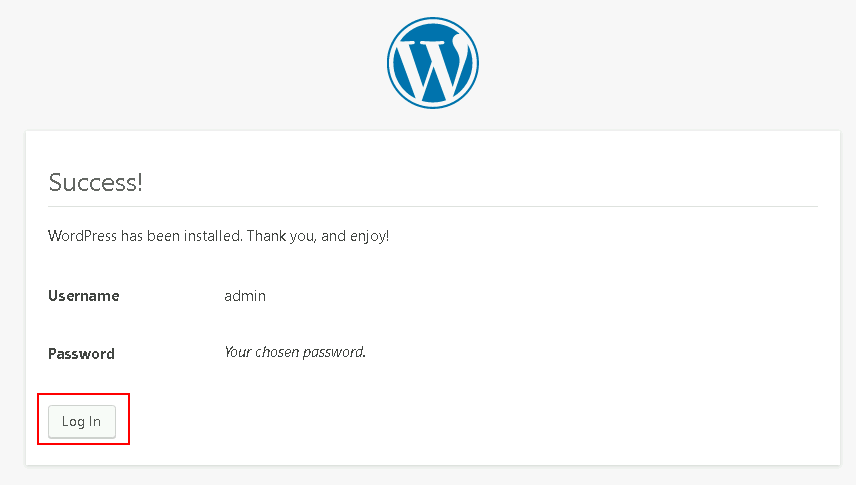 Success!
WordPress has been installed. Thank you, and enjoy!
Username admin
Password Your chosen password.
Log In